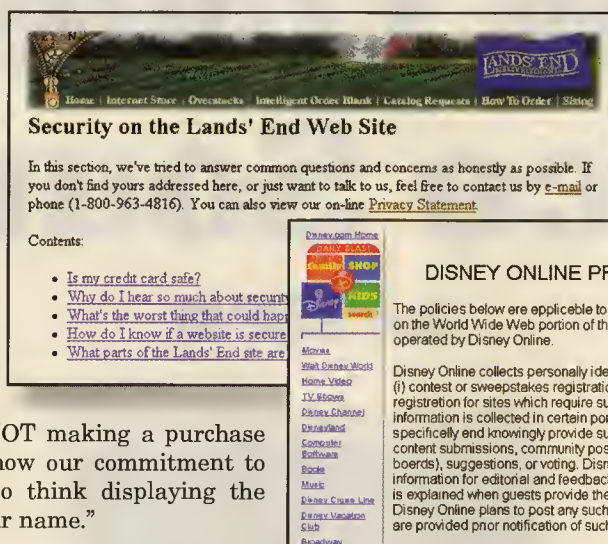 LANDS' END
Home | Internet Store | Overstocks | Intelligent Order Blank | Catalog Requests | How To Order | Sizing
Security on the Lands' End Web Site
In this section, we've tried to answer common questions and concerns as honestly as possible. If
you don't find yours addressed here, or just want to talk to us, feel free to contact us by e-mail or
phone (1-800-963-4816). You can also view our on-line Privacy Statement.
Contents:
• Is my credit card safe?
• Why do I hear so much about security
• What's the worst thing that could hap
• How do I know if a website is secure
• What parts of the Lands' End site are
OT making a purchase
now our commitment to
o think displaying the
r name.”
Disney.com Home
DAILY BLAST
family SHOP
Disney KIDS
search
Movies
Walt Disney World
Home Video
TV Shows
Disney Channel
Disneyland
Computer
Software
Books
Music
Disney Cruise Line
Disney Vacation
Club
Broadway
DISNEY ONLINE PR
The policies below ere eppliceble to
on the World Wide Web portion of th
operated by Disney Online.
Disney Online collects personally ide
(i) contest or sweepstakes registratio
registretion for sites which require su
information is collected in certain por
specificelly end knowingly provide su
content submissions, community pos
boerds), suggestions, or voting. Disn
information for editorial and feedbac
is explained when guests provide the
Disney Online plans to post any such
are provided prior notification of such